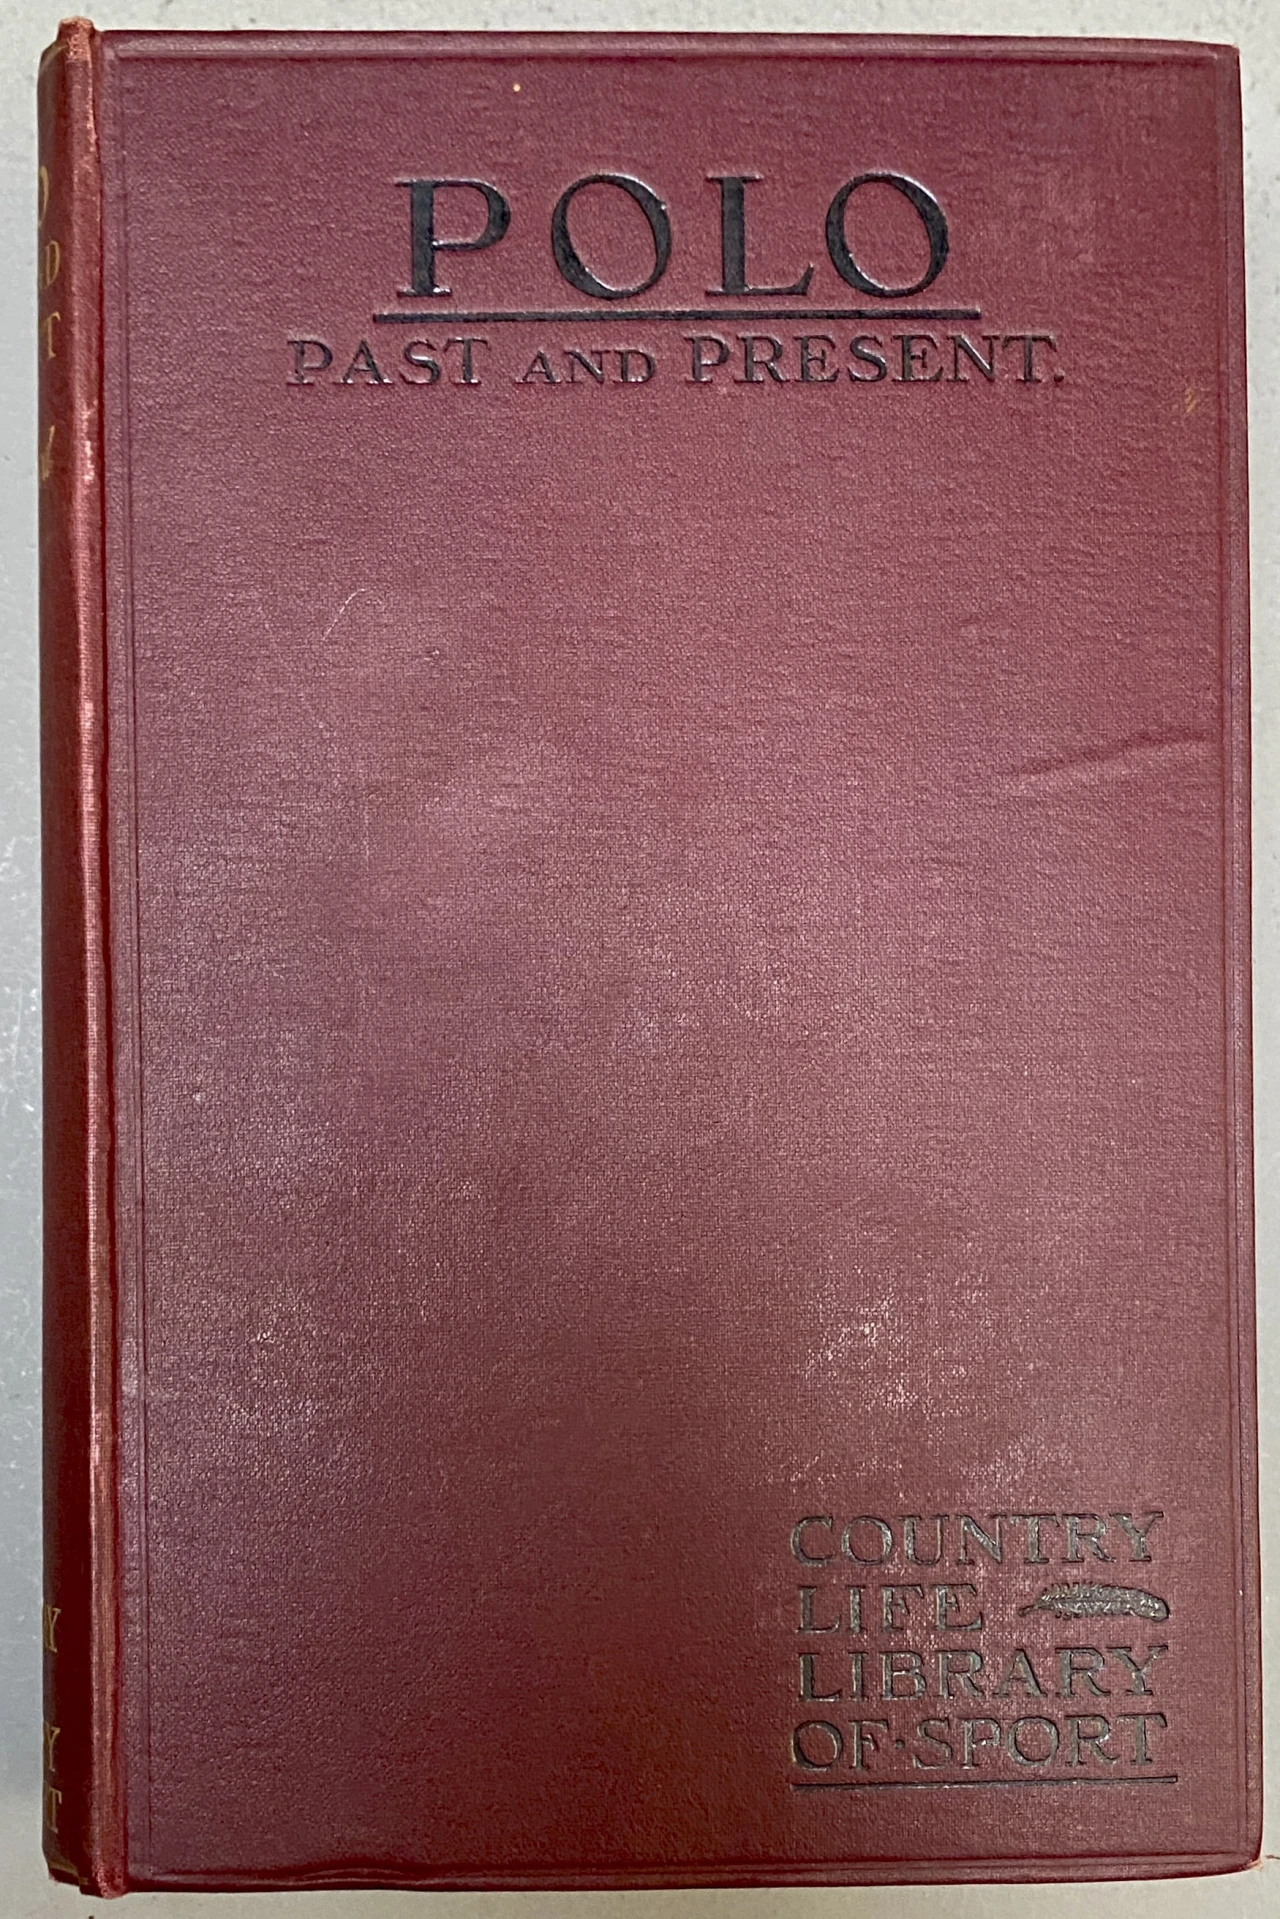 POLO
PAST AND PRESENT.
COUNTRY
LIFE
LIBRARY
OF·SPORT